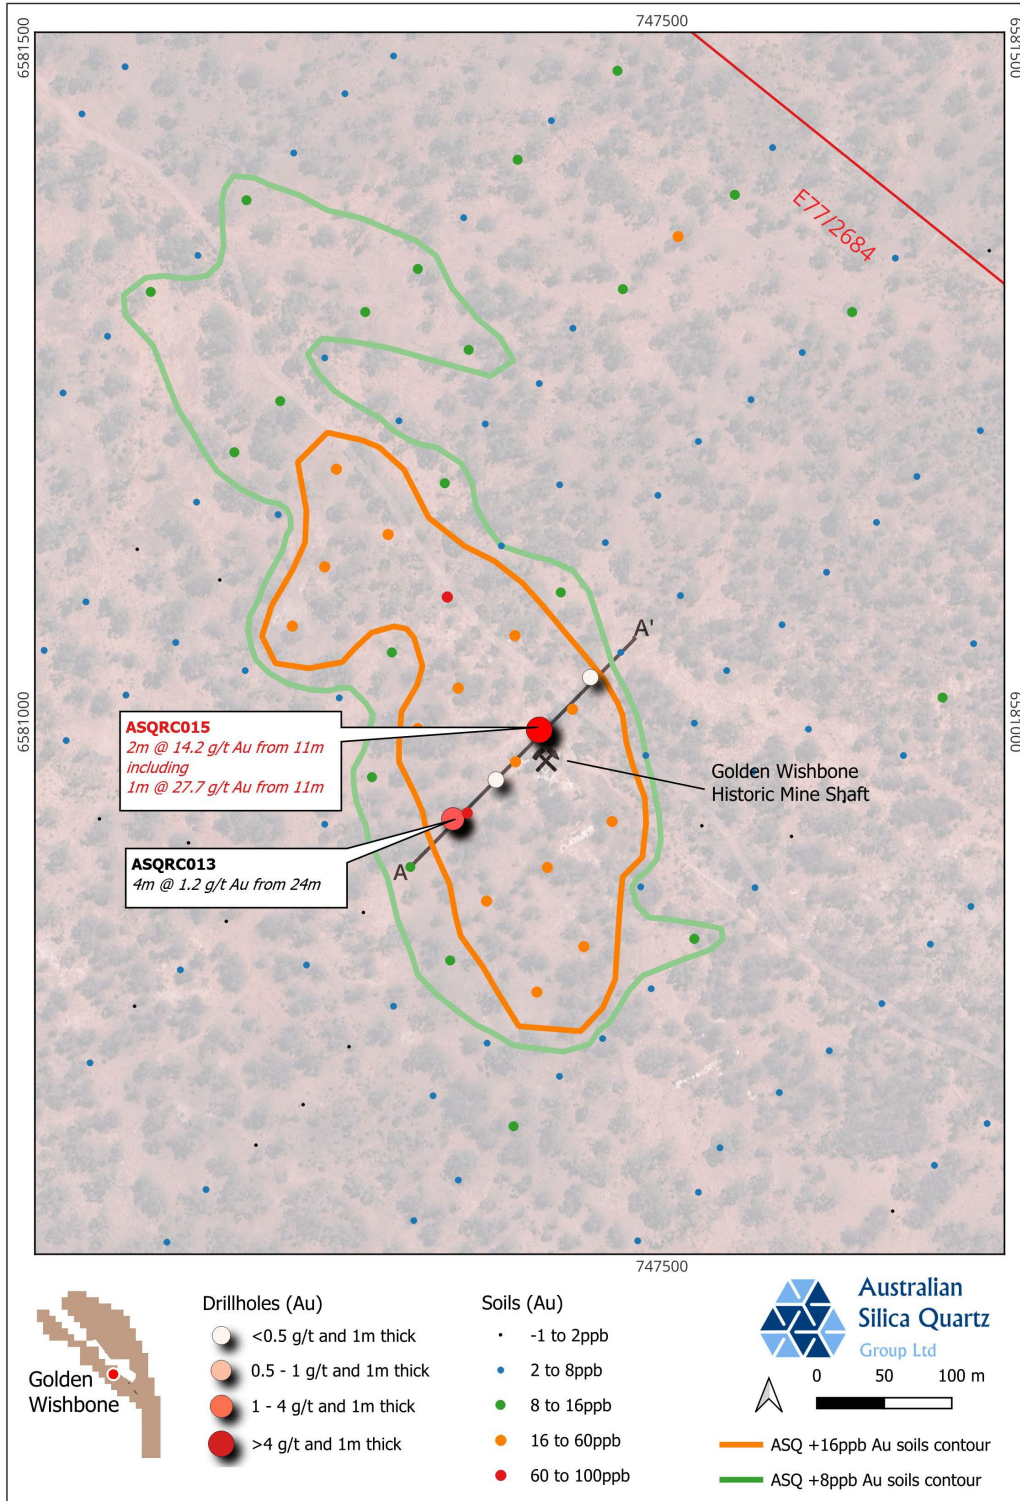 747500
6581500
6581500
E77/2684
A'
6581000
6581000
ASQRC015
2m @ 14.2 g/t Au from 11m
including
1m @ 27.7 g/t Au from 11m
Golden Wishbone
Historic Mine Shaft
ASQRC013
4m @ 1.2 g/t Au from 24m
A
747500
Golden
Wishbone
Drillholes (Au)
<0.5 g/t and 1m thick
0.5 - 1 g/t and 1m thick
1 - 4 g/t and 1m thick
>4 g/t and 1m thick
Soils (Au)
-1 to 2ppb
2 to 8ppb
8 to 16ppb
16 to 60ppb
60 to 100ppb
Australian
Silica Quartz
Group Ltd
0 50 100 m
ASQ +16ppb Au soils contour
ASQ +8ppb Au soils contour